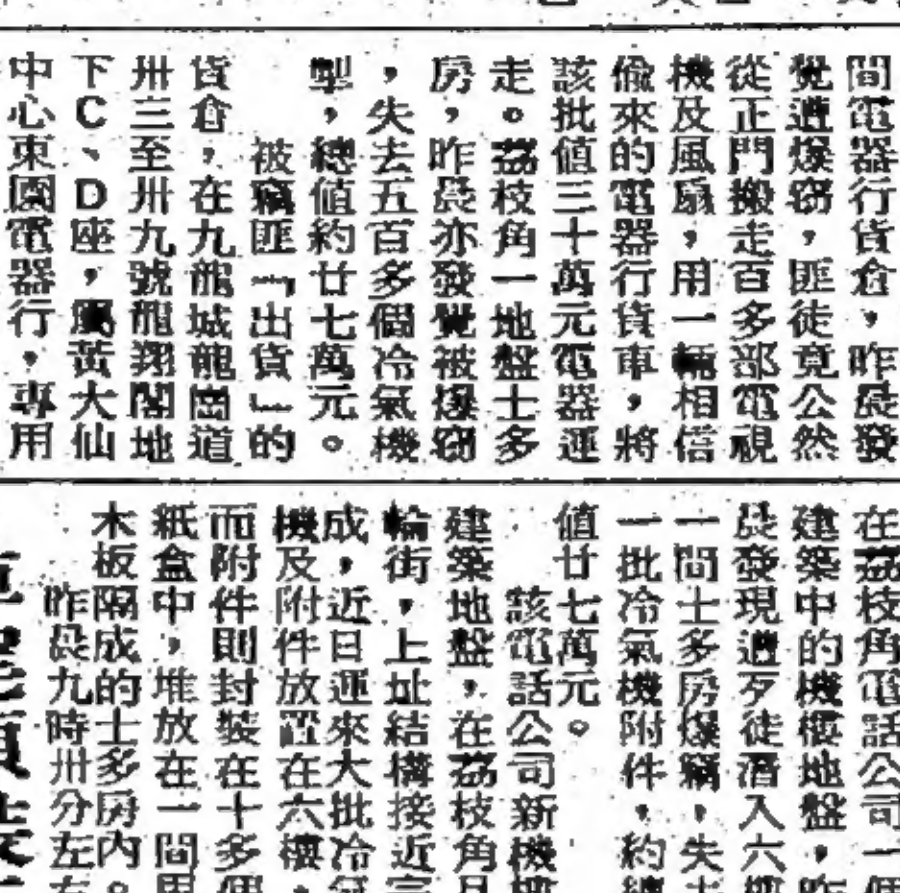 間電器行貨倉，昨晨發
覺遭爆窃，匪徒竟公然
從正門搬走百多部電視
機及風扇，用一輛相信
偸來的電器行貨車，將
該批值三十萬元電器運
走。荔枝角一地盤士多
房，昨晨亦發覺被爆窃
，失去五百多個冷氣機
掣，總值約廿七萬元。
被竊匪「出貨」的
貨倉，在九龍城龍崗道
卅三至卅九號龍翔閣地
下C、D座，屬黃大仙
中心東園電器行，專用
在荔枝角電話公司一
建築中的機樓地盤，昨
晨發現遭歹徒潛入六樓
一間士多房爆竊，失去
一批冷氣機附件，約總
值廿七萬元。
該電話公司新機樓
建築地盤，在荔枝角月
輪街，上址結構接近完
成，近日運來大批冷氣
機及附件放置在六樓，
而附件則封裝在十多個
紙盒中，堆放在一間用
木板隔成的士多房內。
昨晨九時卅分左右